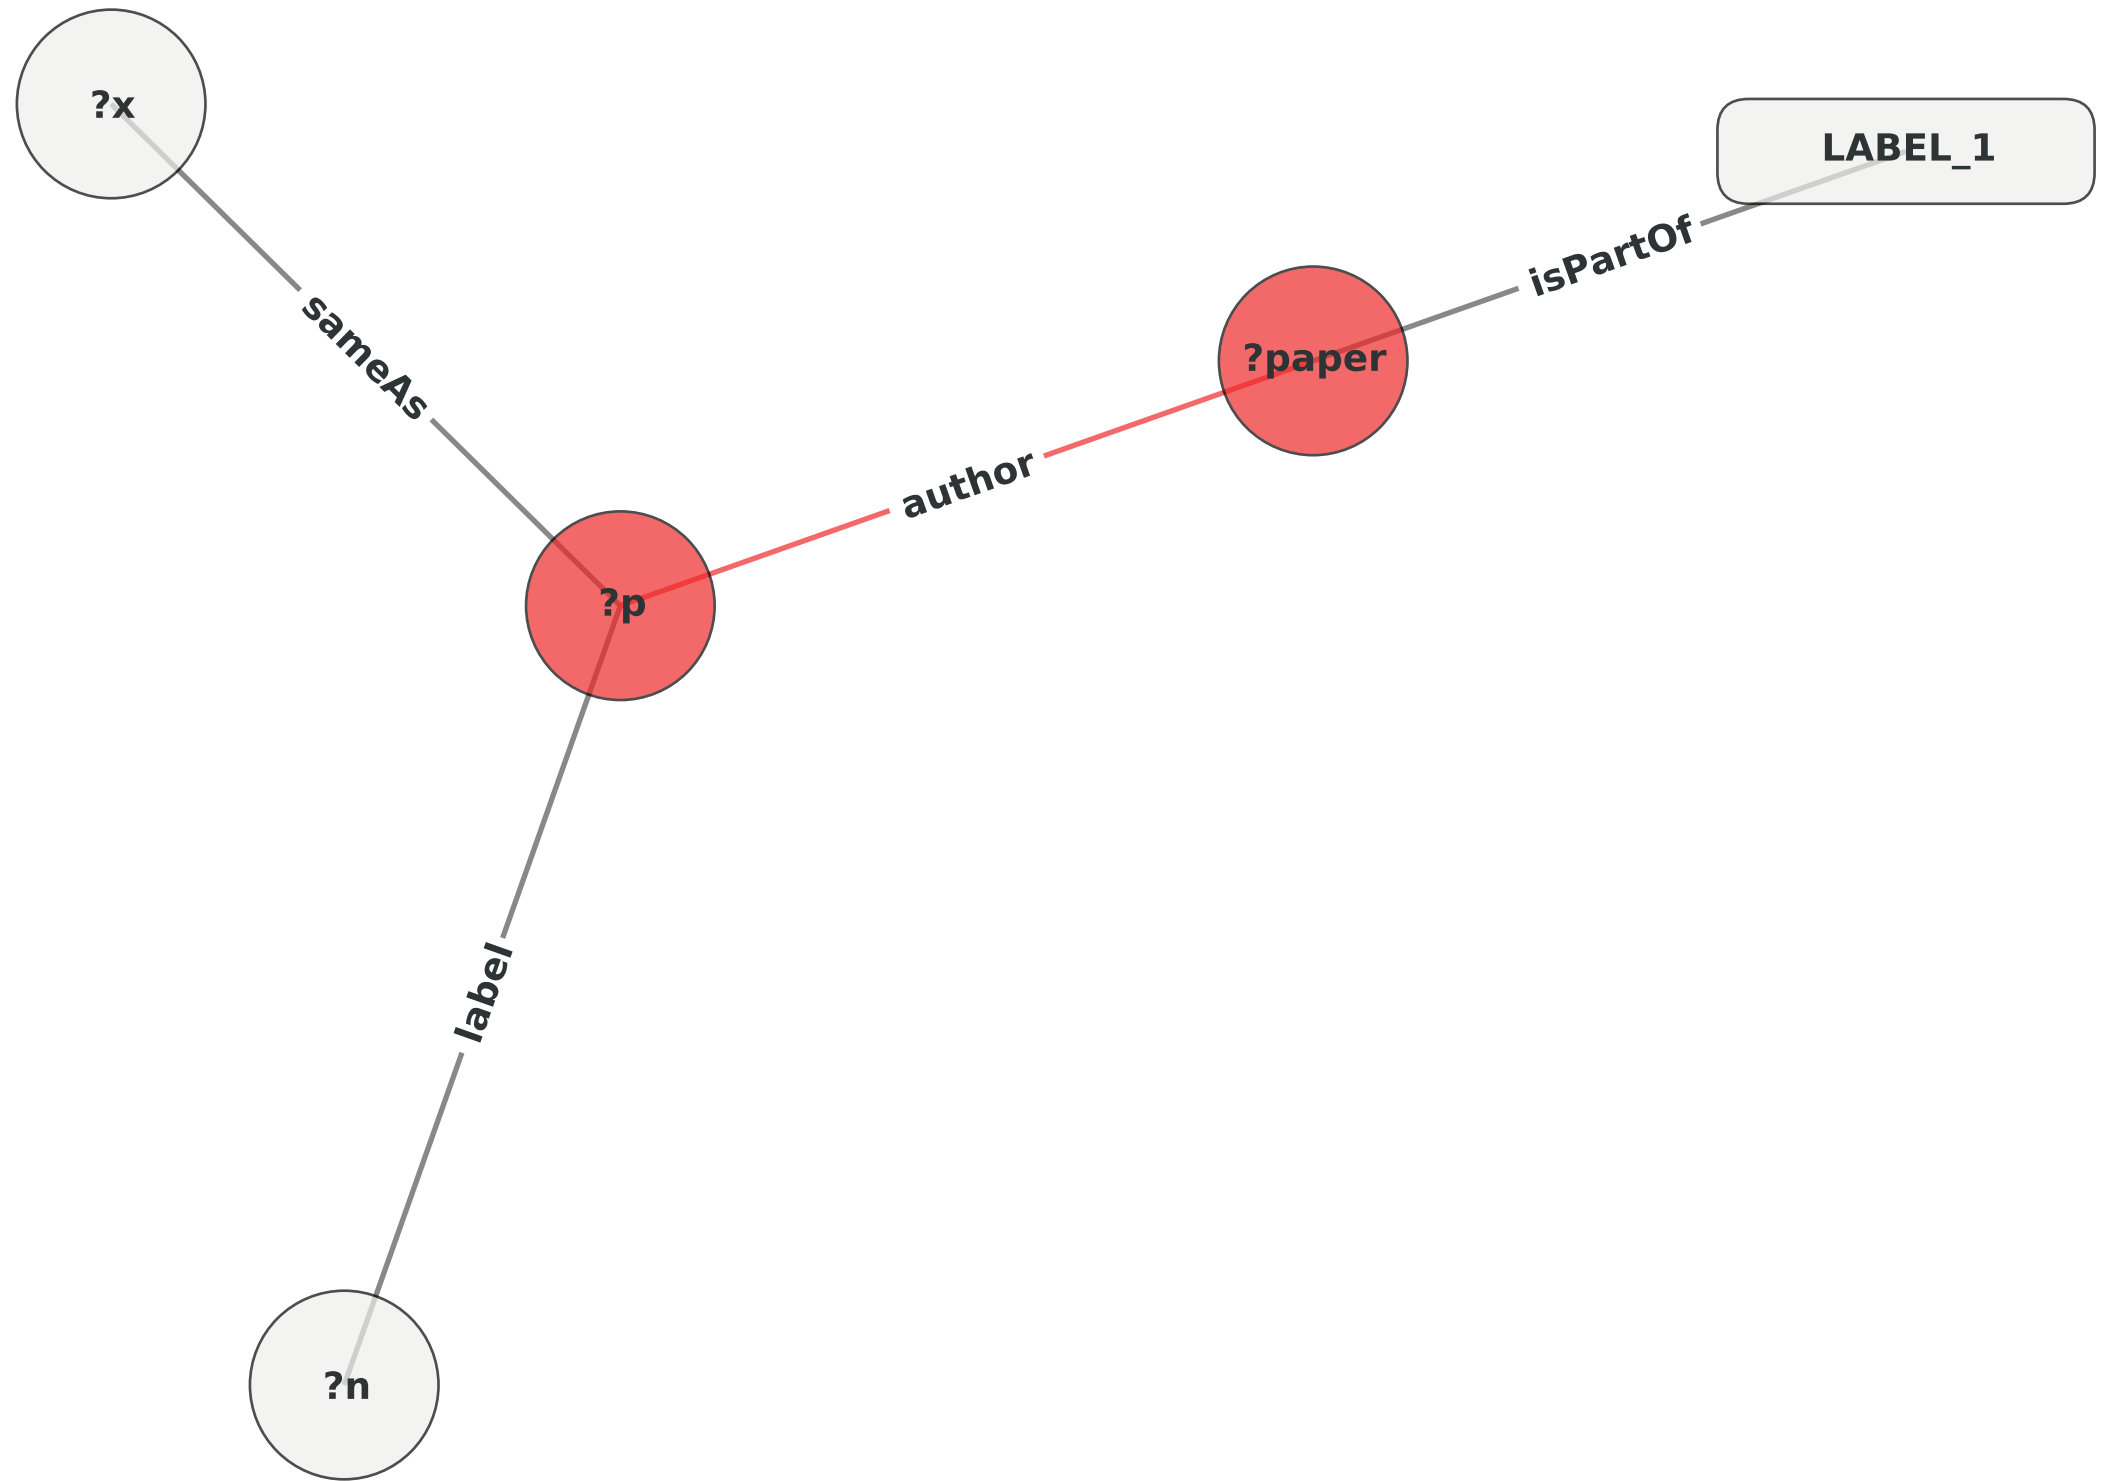 ?x
LABEL_1
isPartOf
?paper
sameAs
author
?p
label
?n